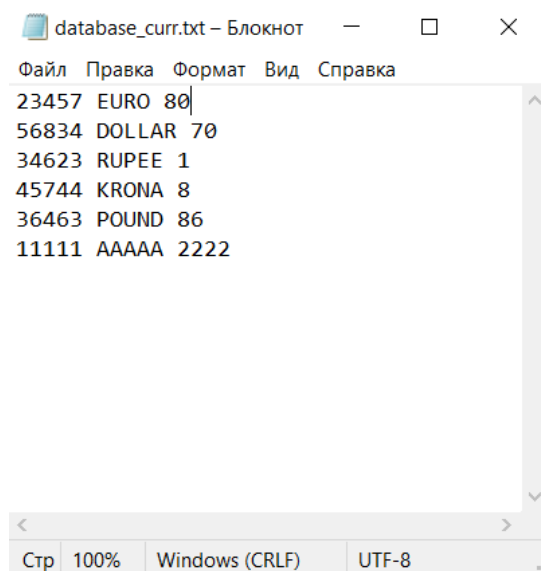 database_curr.txt – Блокнот
Файл Правка Формат Вид Справка
23457 EURO 80
56834 DOLLAR 70
34623 RUPEE 1
45744 KRONA 8
36463 POUND 86
11111 AAAAA 2222
Стр 100% Windows (CRLF) UTF-8